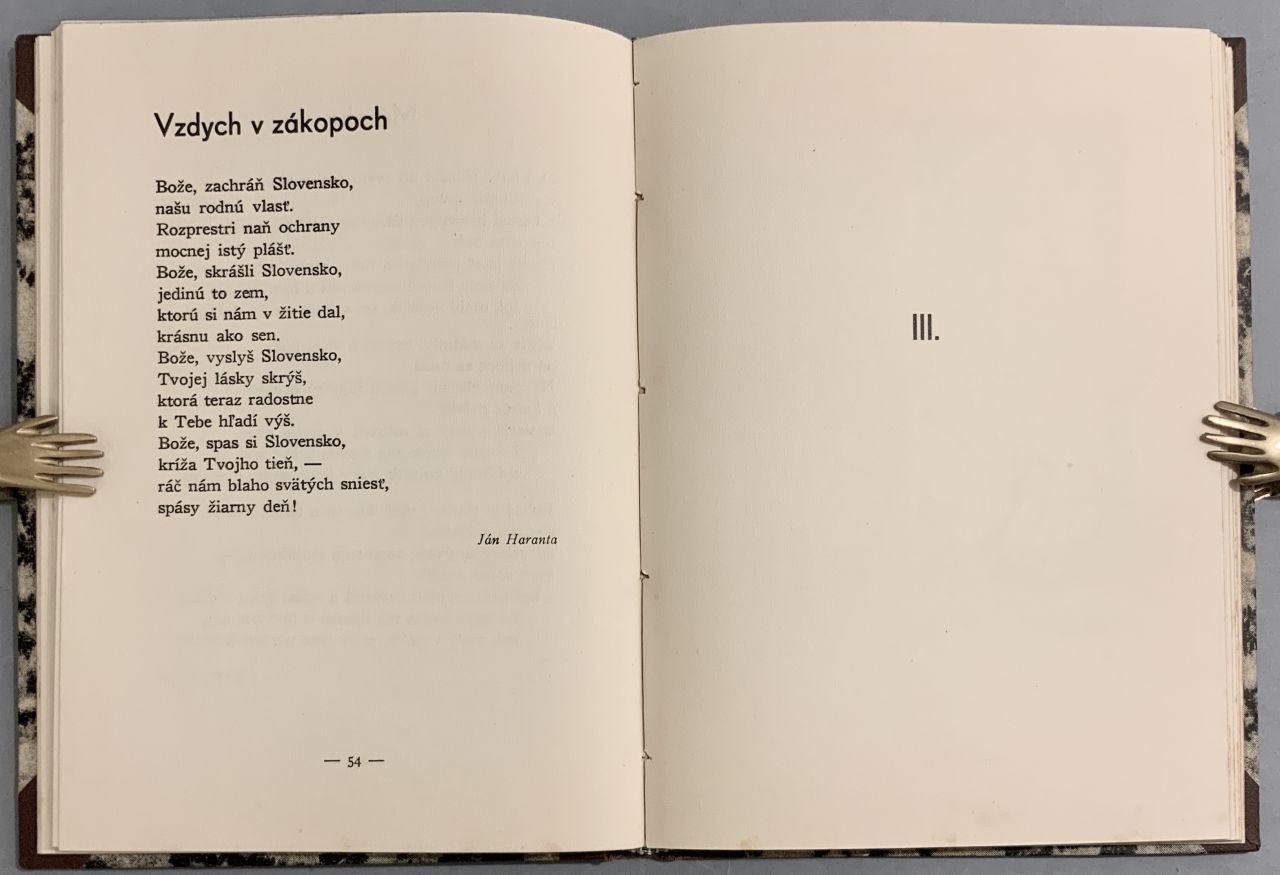 Vzdych v zákopoch
Bože, zachráň Slovensko,
našu rodnú vlasť.
Rozprestri naň ochrany
mocnej istý plášť.
Bože, skrášli Slovensko,
jedinú to zem,
ktorú si nám v žitie dal,
krásnu ako sen.
Bože, vyslyš Slovensko,
Tvojej lásky skrýš,
ktorá teraz radostne
k Tebe hľadí výš.
Bože, spas si Slovensko,
kríža Tvojho tieň, —
ráč nám blaho svätých sniesť,
spásy žiarny deň!
Ján Haranta
— 54 —
III.